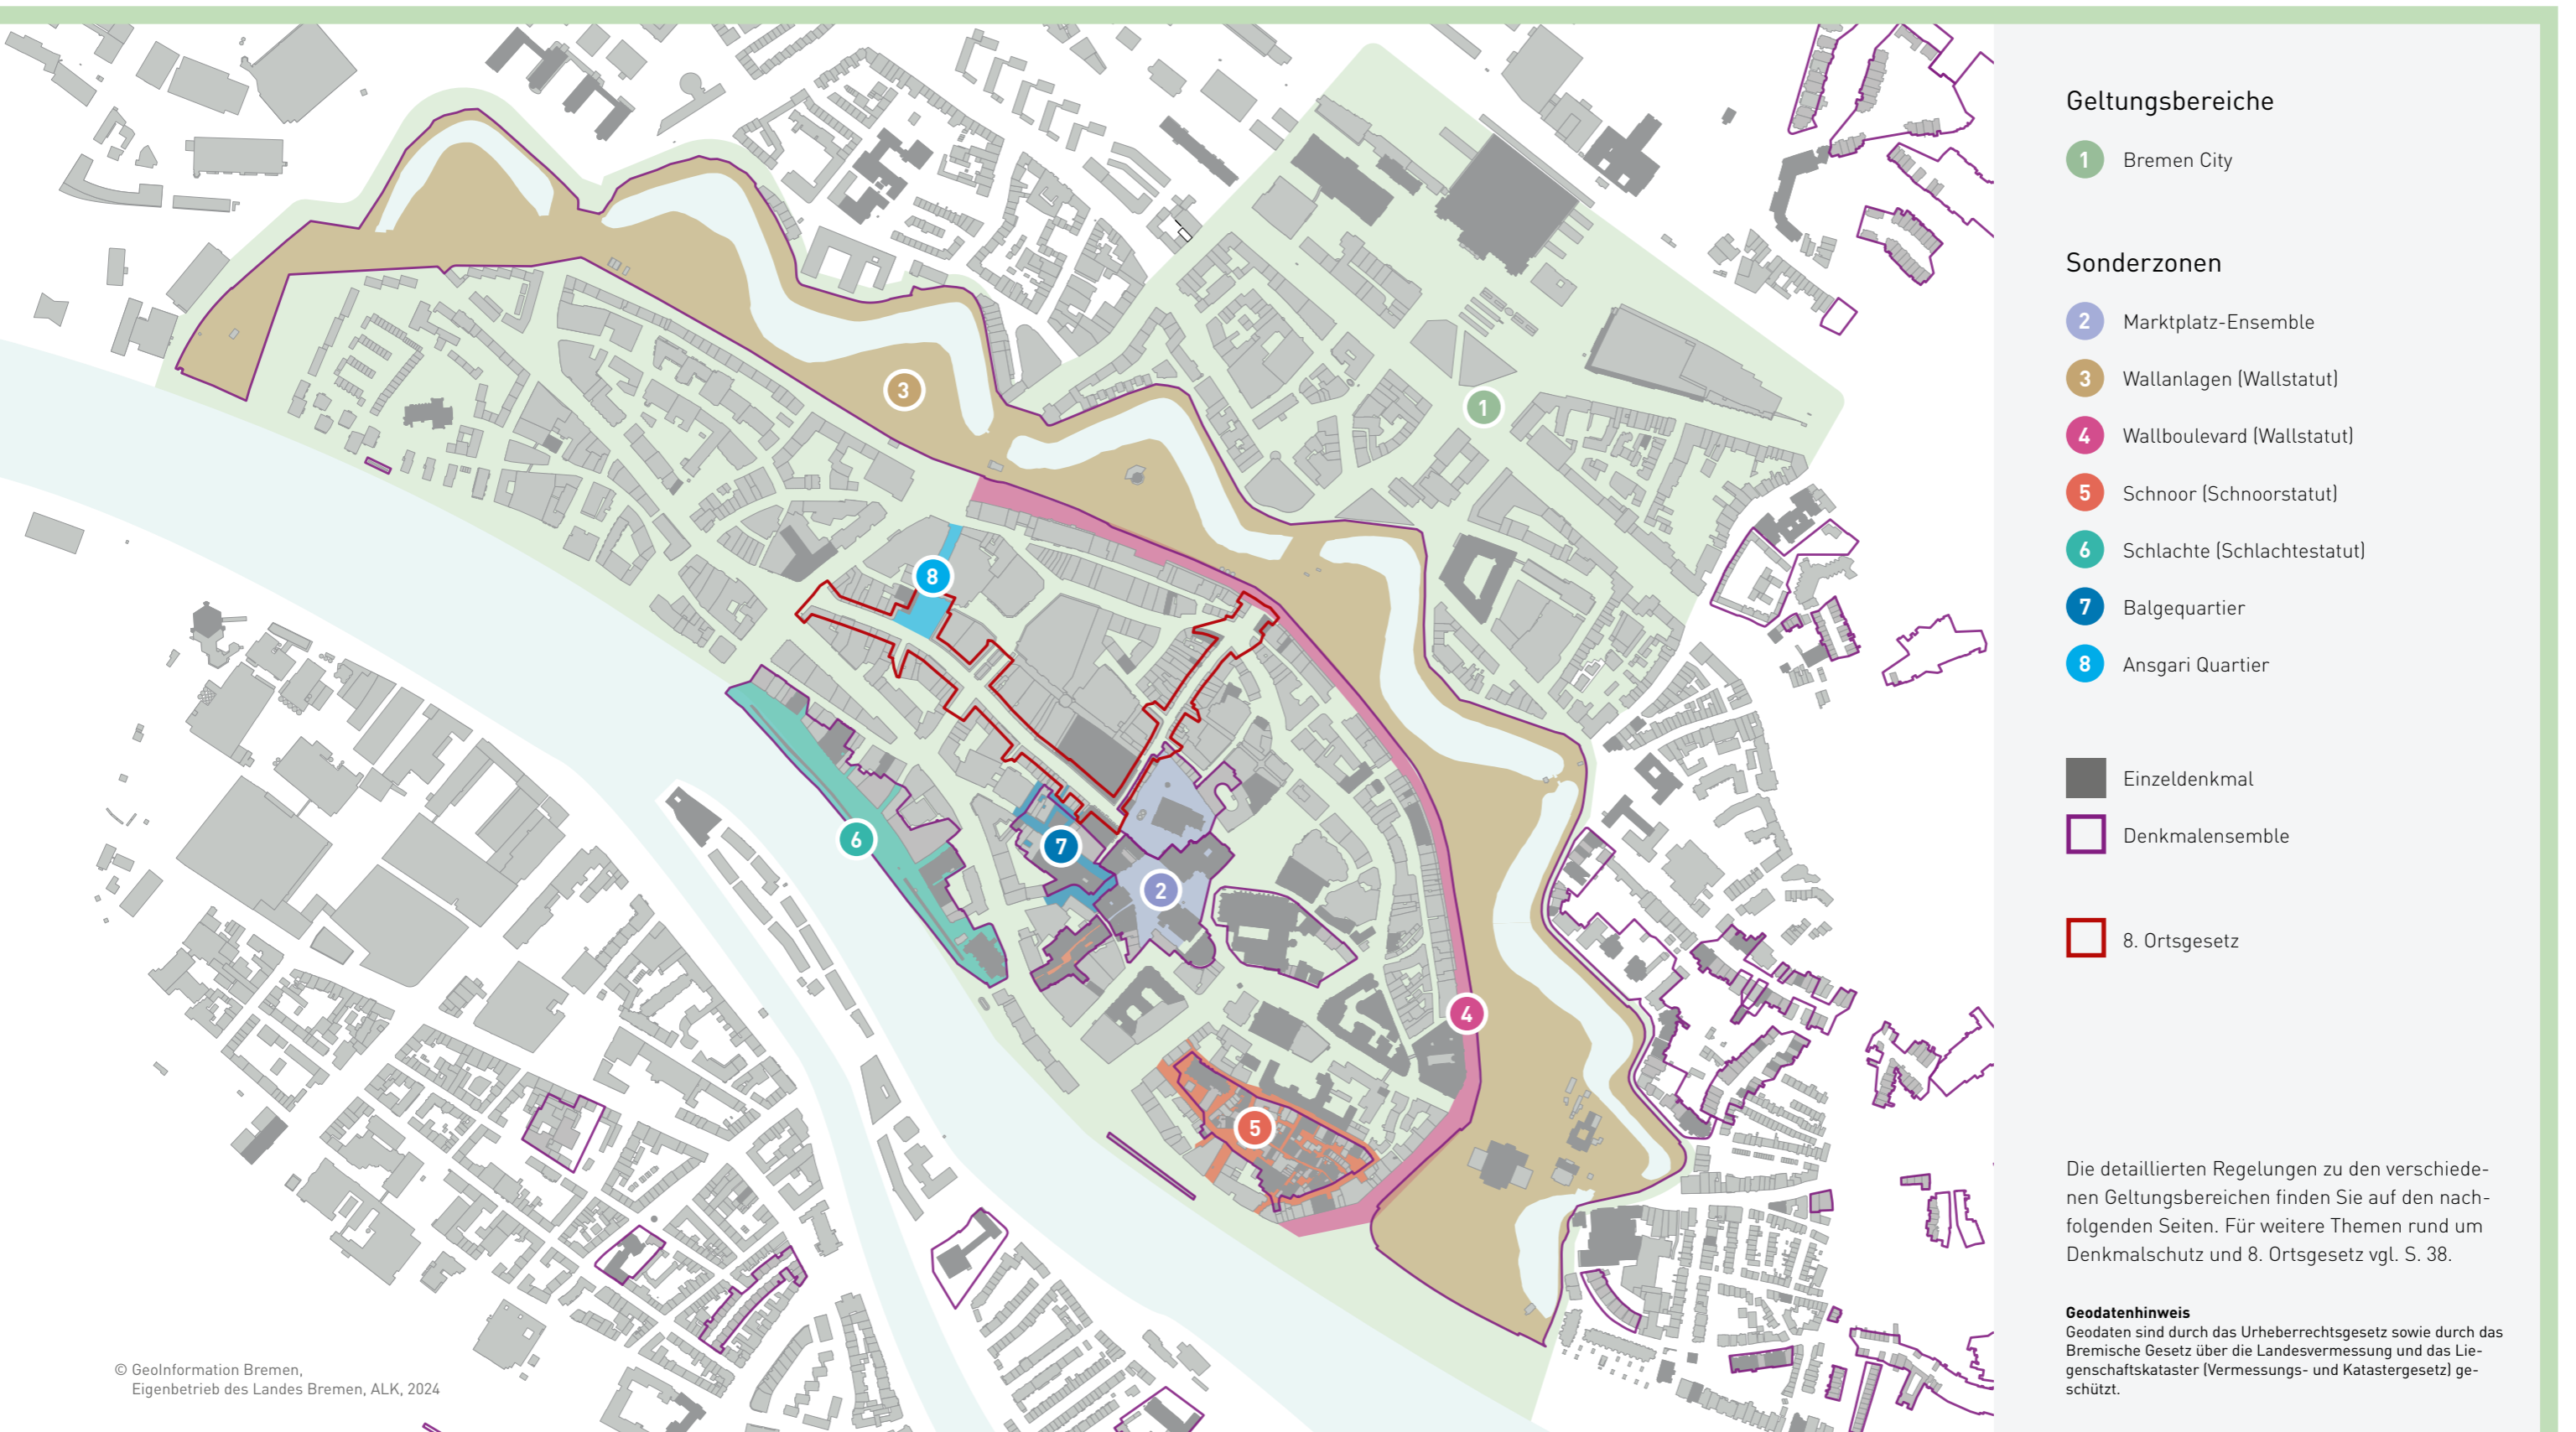 3
1
8
7
6
2
4
5
© GeoInformation Bremen,
Eigenbetrieb des Landes Bremen, ALK, 2024
Geltungsbereiche
1 Bremen City
Sonderzonen
2 Marktplatz-Ensemble
3 Wallanlagen (Wallstatut)
4 Wallboulevard (Wallstatut)
5 Schnoor (Schnoorstatut)
6 Schlachte (Schlachtestatut)
7 Balgequartier
8 Ansgari Quartier
Einzeldenkmal
Denkmalensemble
8. Ortsgesetz
Die detaillierten Regelungen zu den verschiede-
nen Geltungsbereichen finden Sie auf den nach-
folgenden Seiten. Für weitere Themen rund um
Denkmalschutz und 8. Ortsgesetz vgl. S. 38.
Geodatenhinweis
Geodaten sind durch das Urheberrechtsgesetz sowie durch das
Bremische Gesetz über die Landesvermessung und das Lie-
genschaftskataster (Vermessungs- und Katastergesetz) ge-
schützt.